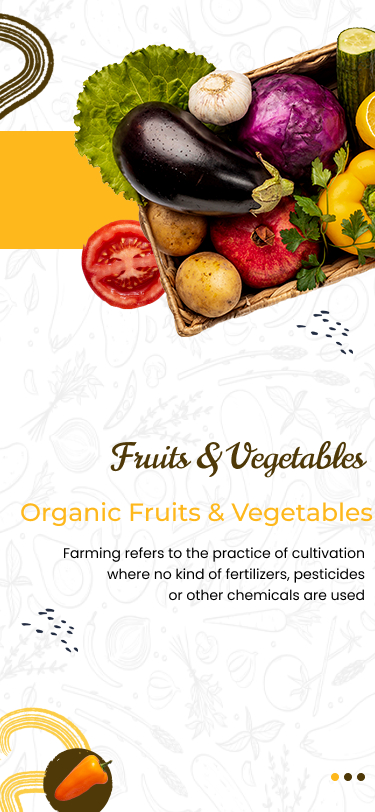 Fruits & Vegetables
Organic Fruits & Vegetables
Farming refers to the practice of cultivation
where no kind of fertilizers, pesticides
or other chemicals are used